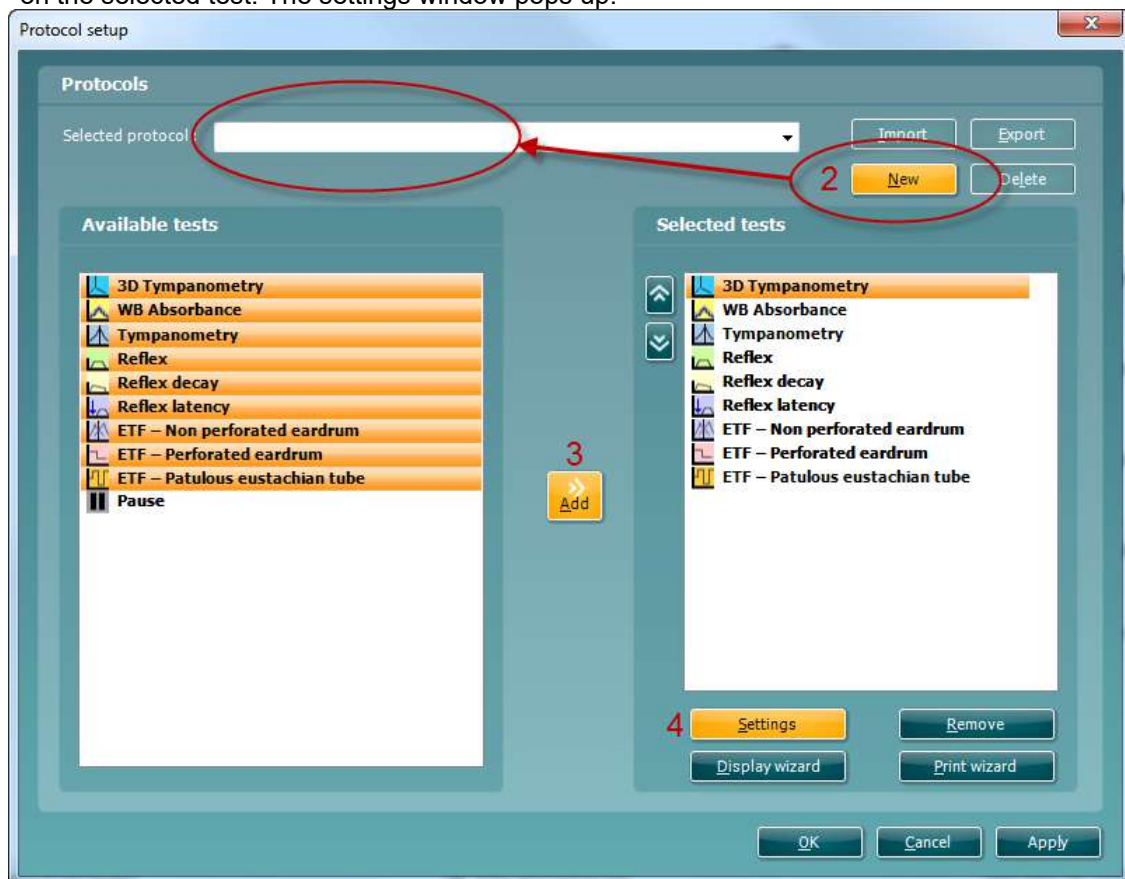 on the selected test. The settings window pops up.
Protocol setup
Protocols
Selected protocol:
Import
Export
2
New
Delete
Available tests
Selected tests
3D Tympanometry
WB Absorbance
Tympanometry
Reflex
Reflex decay
Reflex latency
ETF – Non perforated eardrum
ETF – Perforated eardrum
ETF – Patulous eustachian tube
Pause
3
Add
3D Tympanometry
WB Absorbance
Tympanometry
Reflex
Reflex decay
Reflex latency
ETF – Non perforated eardrum
ETF – Perforated eardrum
ETF – Patulous eustachian tube
4
Settings
Remove
Display wizard
Print wizard
OK
Cancel
Apply